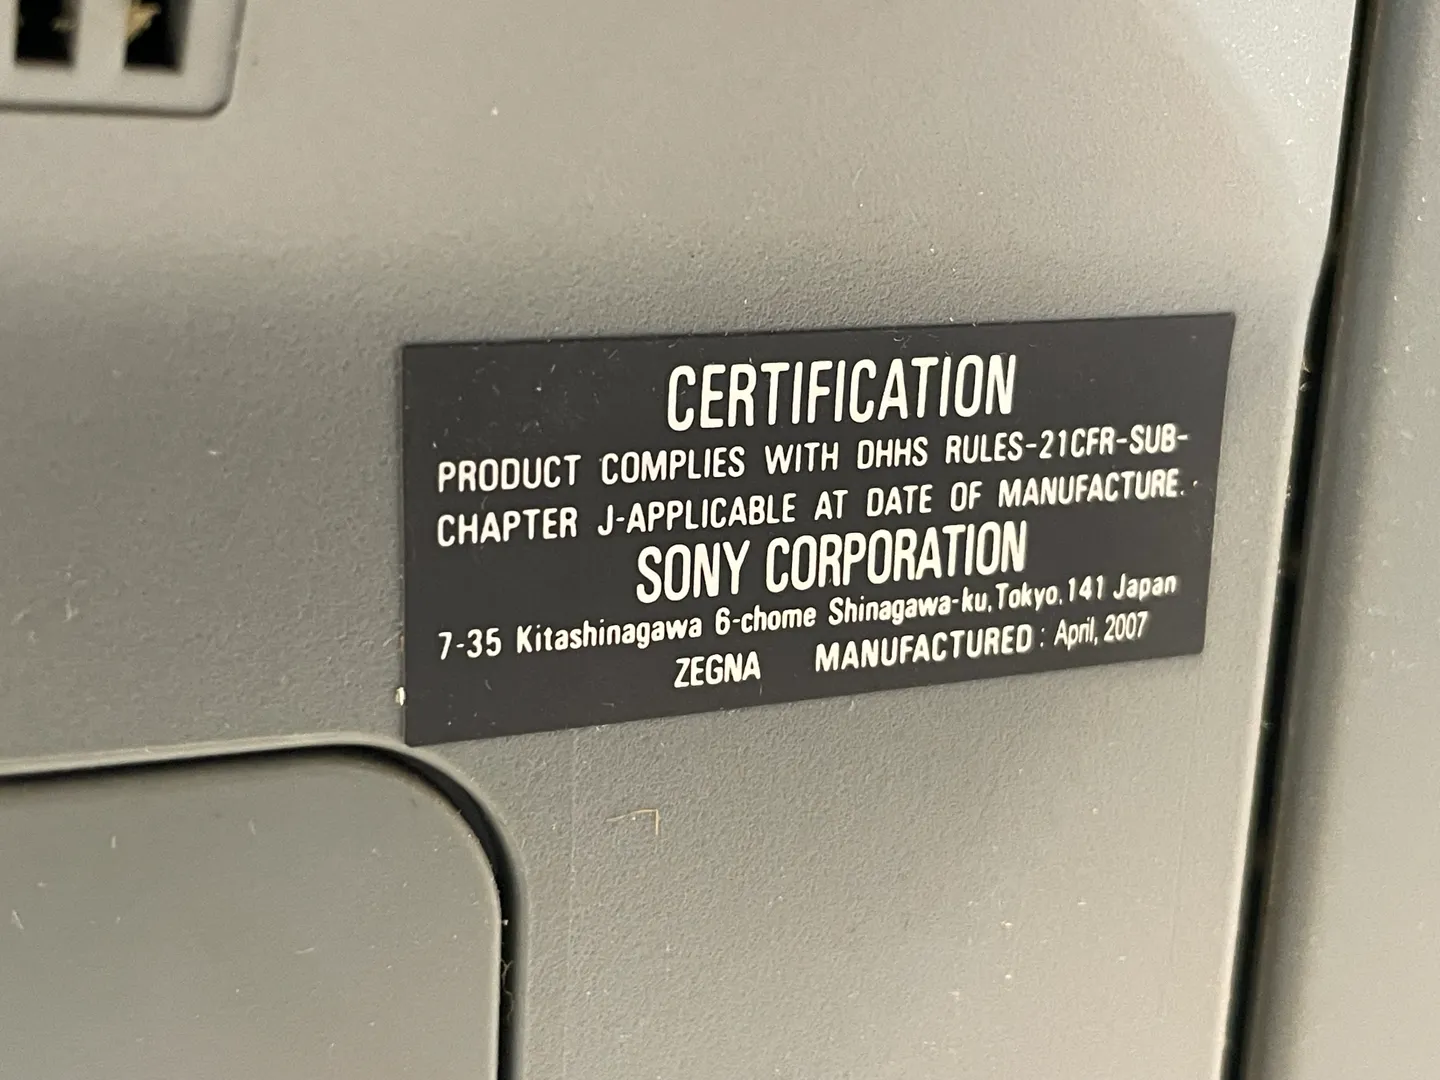 CERTIFICATION
PRODUCT COMPLIES WITH DHHS RULES-21CFR-SUB-
CHAPTER J-APPLICABLE AT DATE OF MANUFACTURE.
SONY CORPORATION
7-35 Kitashinagawa 6-chome Shinagawa-ku,Tokyo,141 Japan
ZEGNA MANUFACTURED : April, 2007